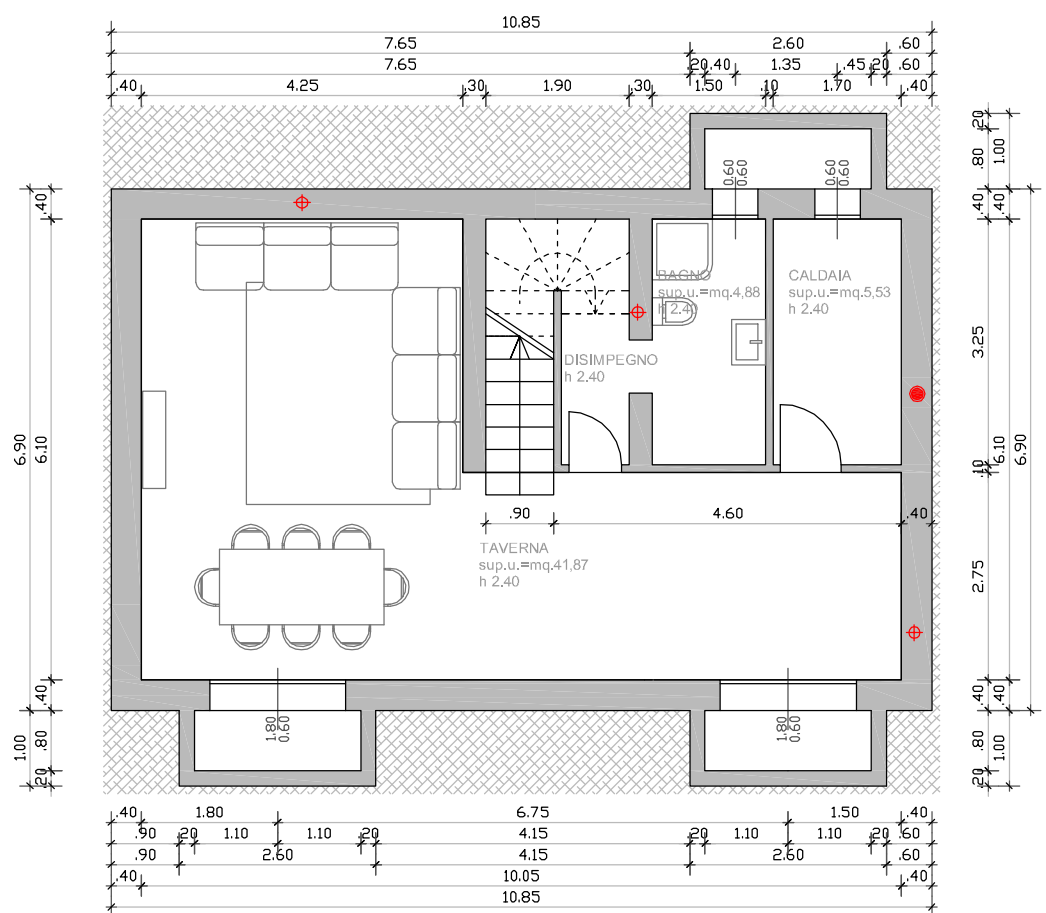 10.85
7.65 2.60 .60
7.65 .20 .40 1.35 .45 .20 .60
.40 4.25 .30 1.90 .30 1.50 .10 1.70 .40
.20
.80 1.00
0.60 0.60 0.60 0.60
.40 .40 .40
BAGNO
sup.u.=mq.4,88
h 2.40
CALDAIA
sup.u.=mq.5,53
h 2.40
DISIMPEGNO
h 2.40
3.25
6.90 6.10
6.10 6.90
.10
.90 4.60 .40
TAVERNA
sup.u.=mq.41,87
h 2.40
2.75
.40 .40 .40
1.80 0.60
1.80 0.60
1.00 .80 .20
.80 1.00 .20
.40 1.80 6.75 1.50 .40
.90 .20 1.10 1.10 .20 4.15 .20 1.10 1.10 .20 .60
.90 2.60 4.15 2.60 .60
.40 10.05 .40
10.85